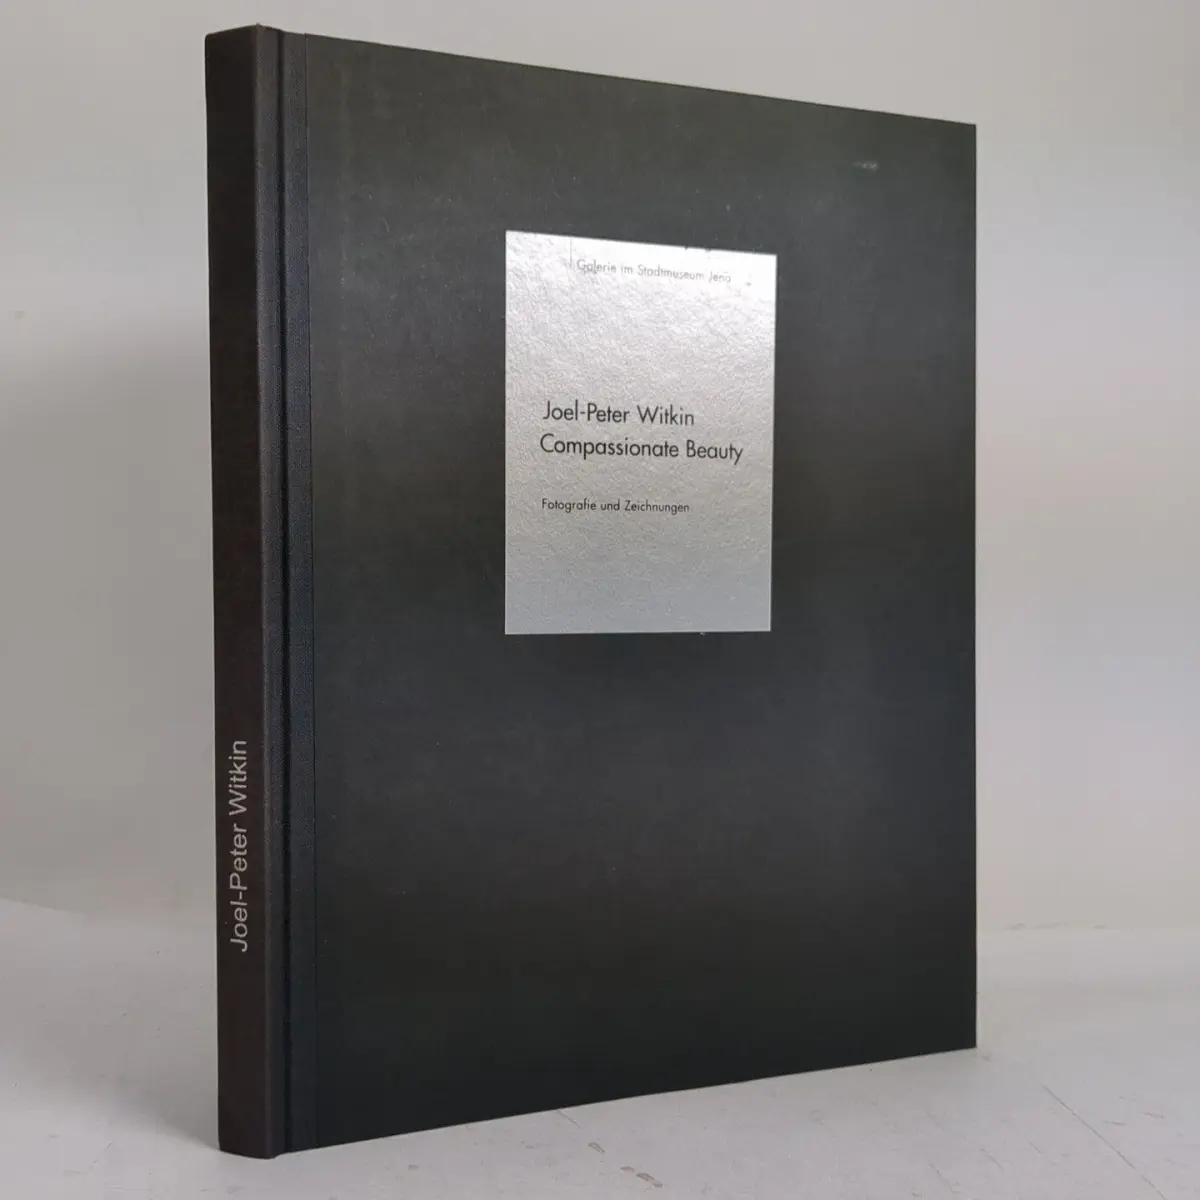 Galerie im Stadtmuseum Jena
Joel-Peter Witkin
Compassionate Beauty
Fotografie und Zeichnungen
Joel-Peter Witkin